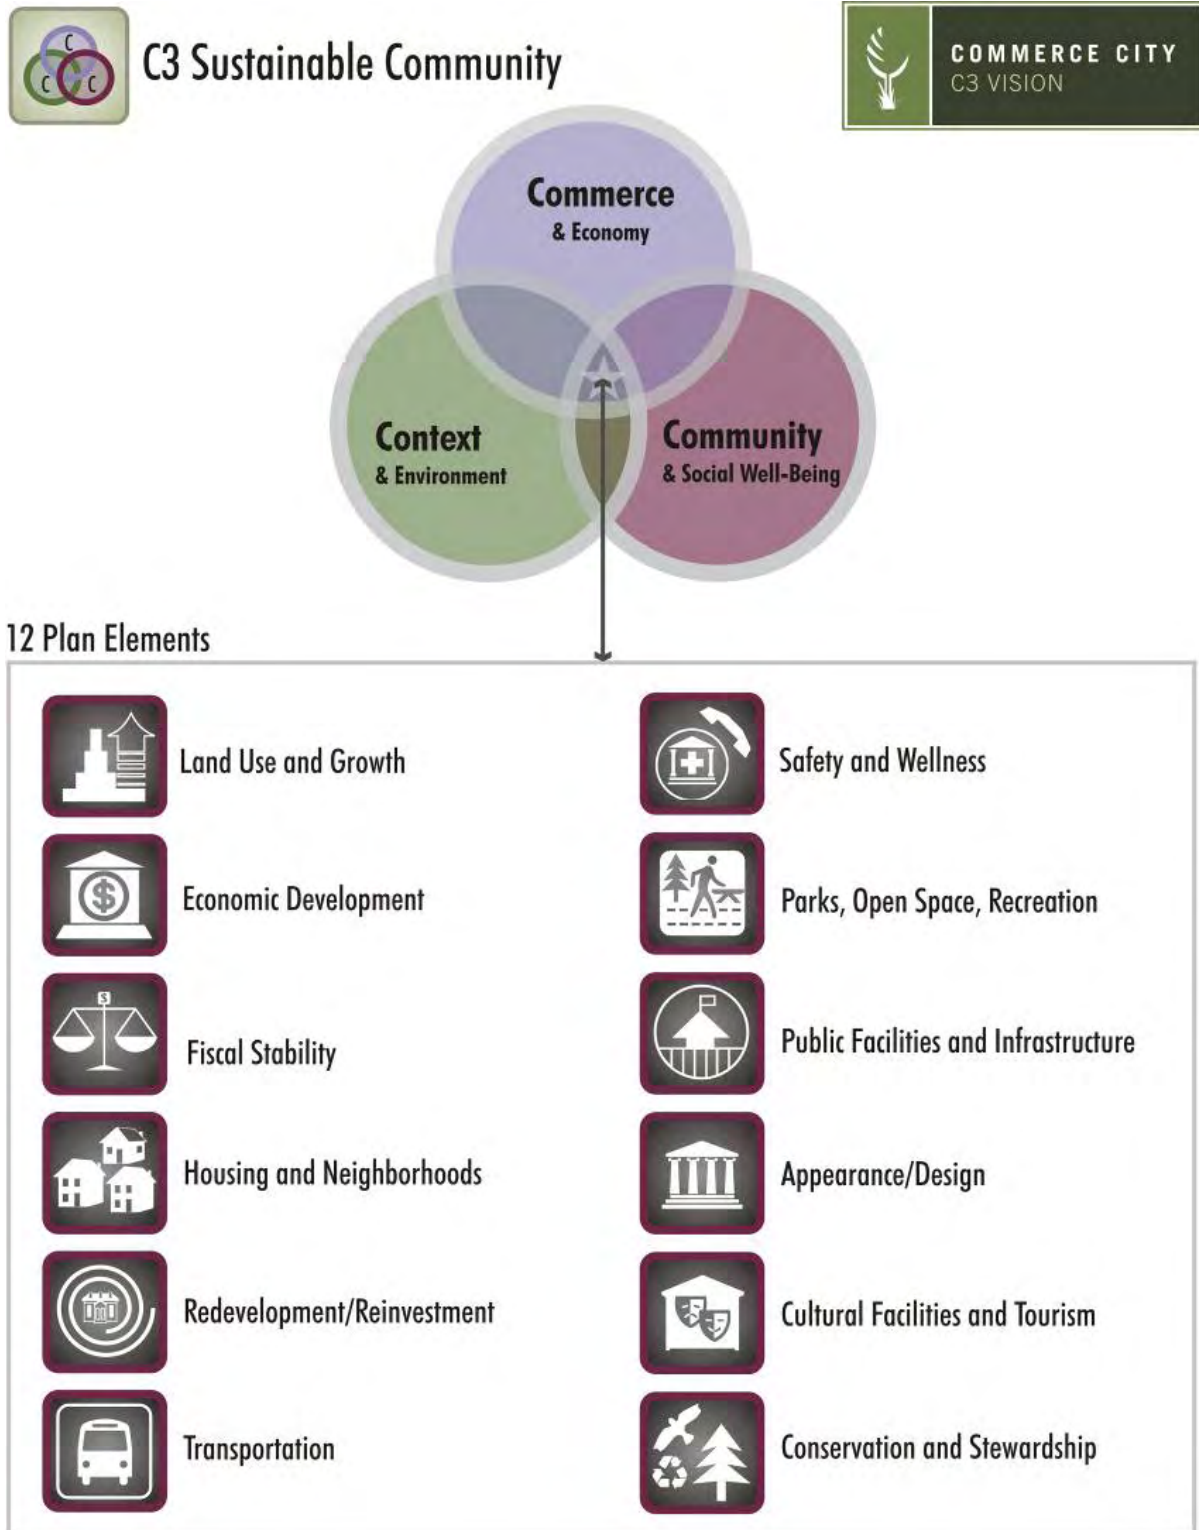 C
C C
C3 Sustainable Community
COMMERCE CITY
C3 VISION
Commerce
& Economy
Context
& Environment
Community
& Social Well-Being
12 Plan Elements
Land Use and Growth
Safety and Wellness
$
Economic Development
Parks, Open Space, Recreation
$
Fiscal Stability
Public Facilities and Infrastructure
Housing and Neighborhoods
Appearance/Design
Redevelopment/Reinvestment
Cultural Facilities and Tourism
Transportation
Conservation and Stewardship